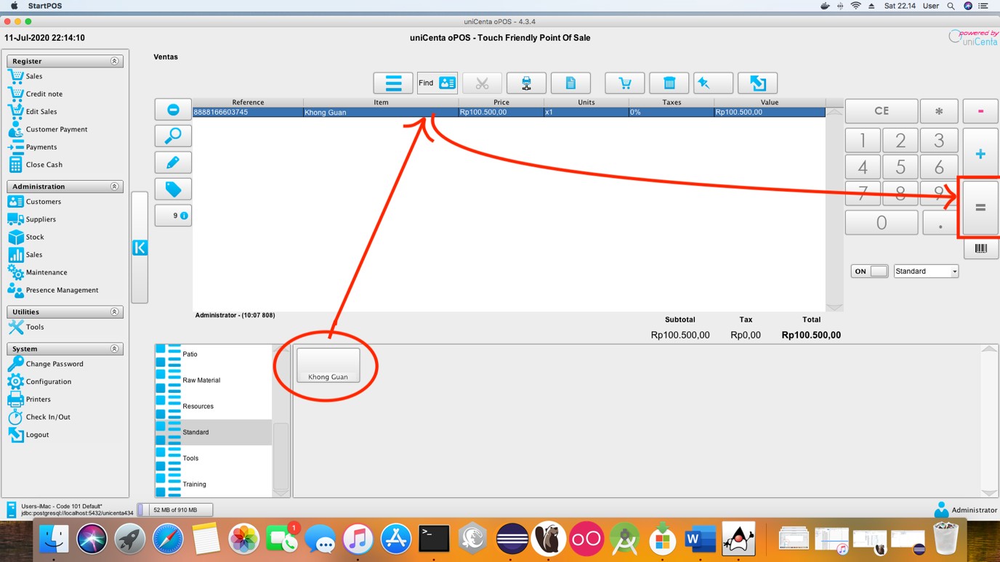 StartPOS
Sat 22.14 User
uniCenta oPOS - 4.3.4
11-Jul-2020 22:14:10
uniCenta oPOS - Touch Friendly Point Of Sale
powered by
uniCenta
Register
Sales
Credit note
Edit Sales
Customer Payment
Payments
Close Cash
Administration
Customers
Suppliers
Stock
Sales
Maintenance
Presence Management
Utilities
Tools
System
Change Password
Configuration
Printers
Check In/Out
Logout
Ventas
Find
Reference Item Price Units Taxes Value
8888166603745 Khong Guan Rp100.500,00 x1 0% Rp100.500,00
9
CE * -
1 2 3 +
4 5 6
7 8 9 =
0 .
ON Standard
Administrator - (10:07 808)
Subtotal Tax Total
Rp100.500,00 Rp0,00 Rp100.500,00
Patio
Raw Material
Resources
Standard
Tools
Training
Khong Guan
Users-iMac - Code 101 Default*
jdbc:postgresql://localhost:5432/unicenta434
52 MB of 910 MB
Administrator
1
>_
W